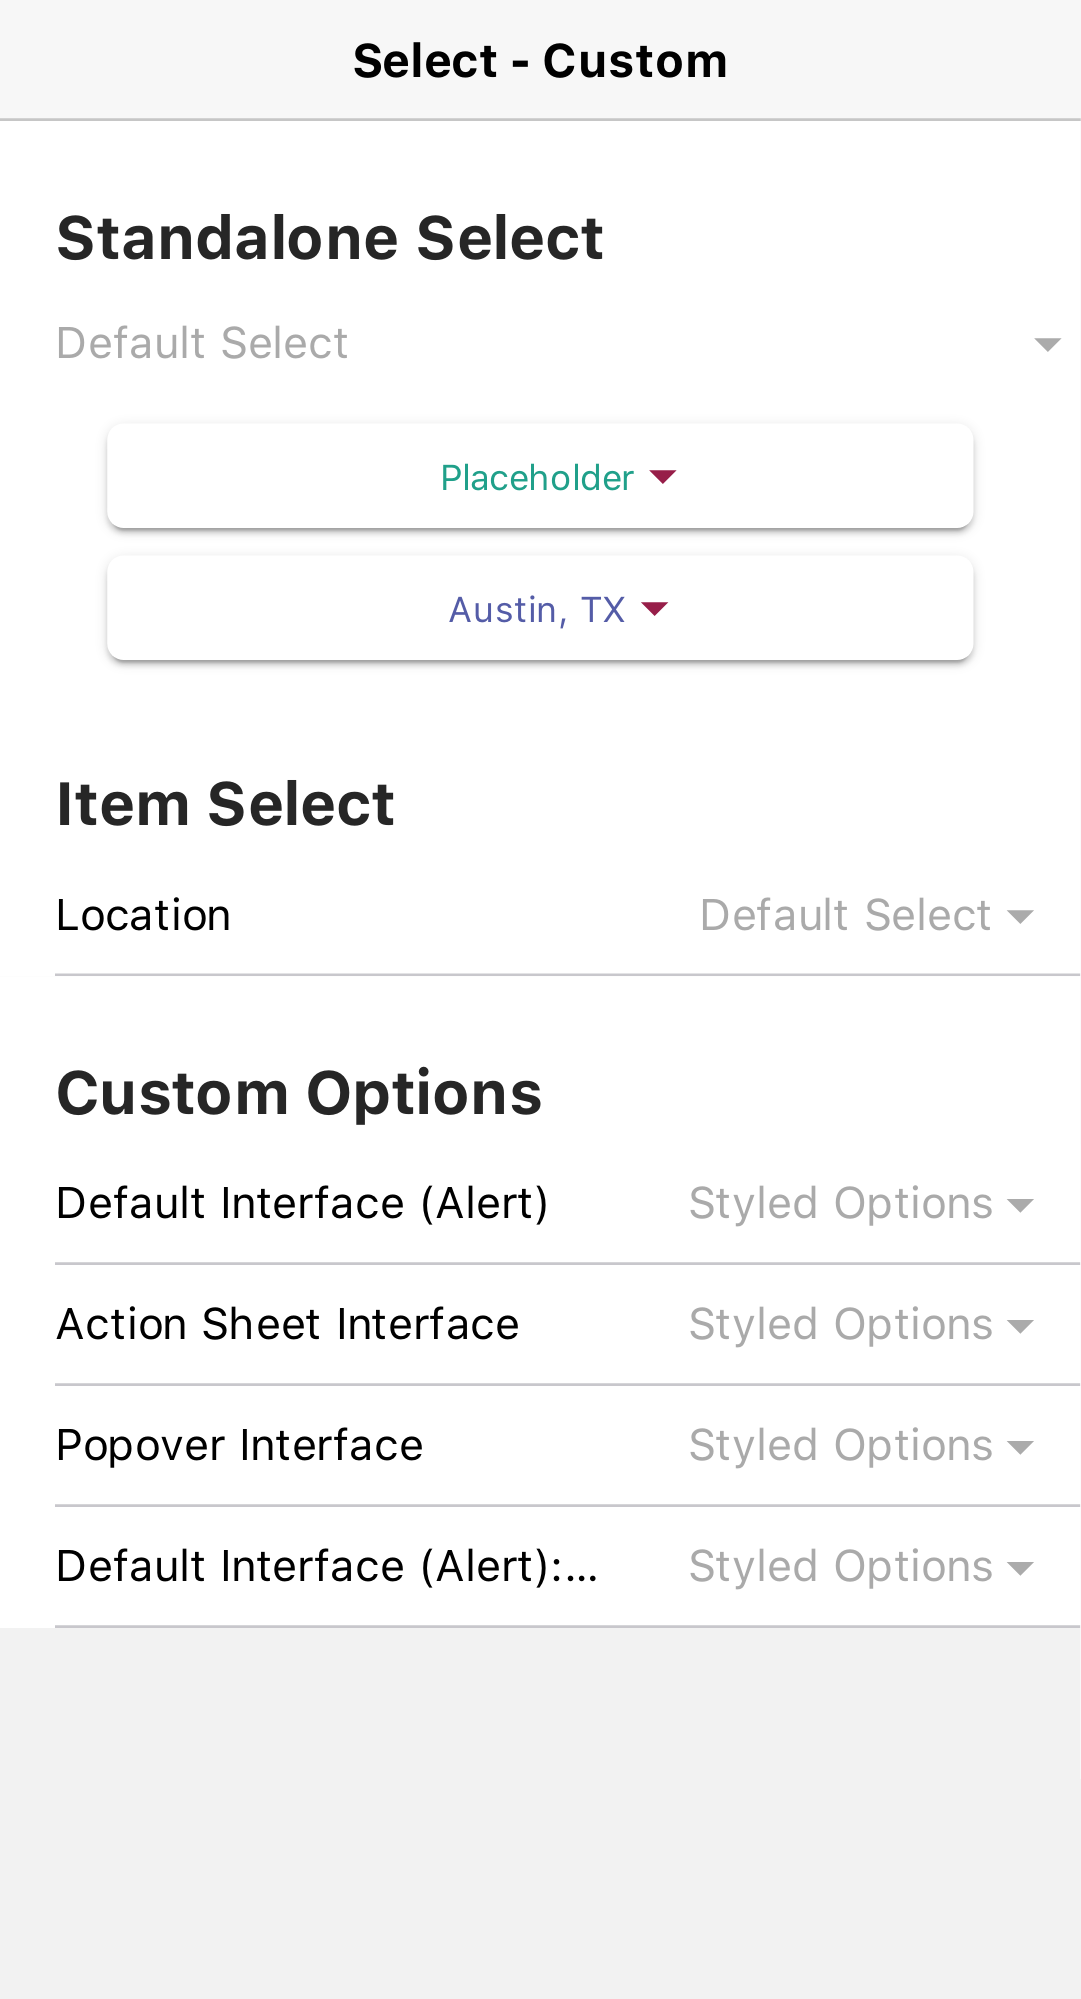 Select - Custom
Standalone Select
Default Select
Placeholder
Austin, TX
Item Select
Location Default Select
Custom Options
Default Interface (Alert) Styled Options
Action Sheet Interface Styled Options
Popover Interface Styled Options
Default Interface (Alert):... Styled Options